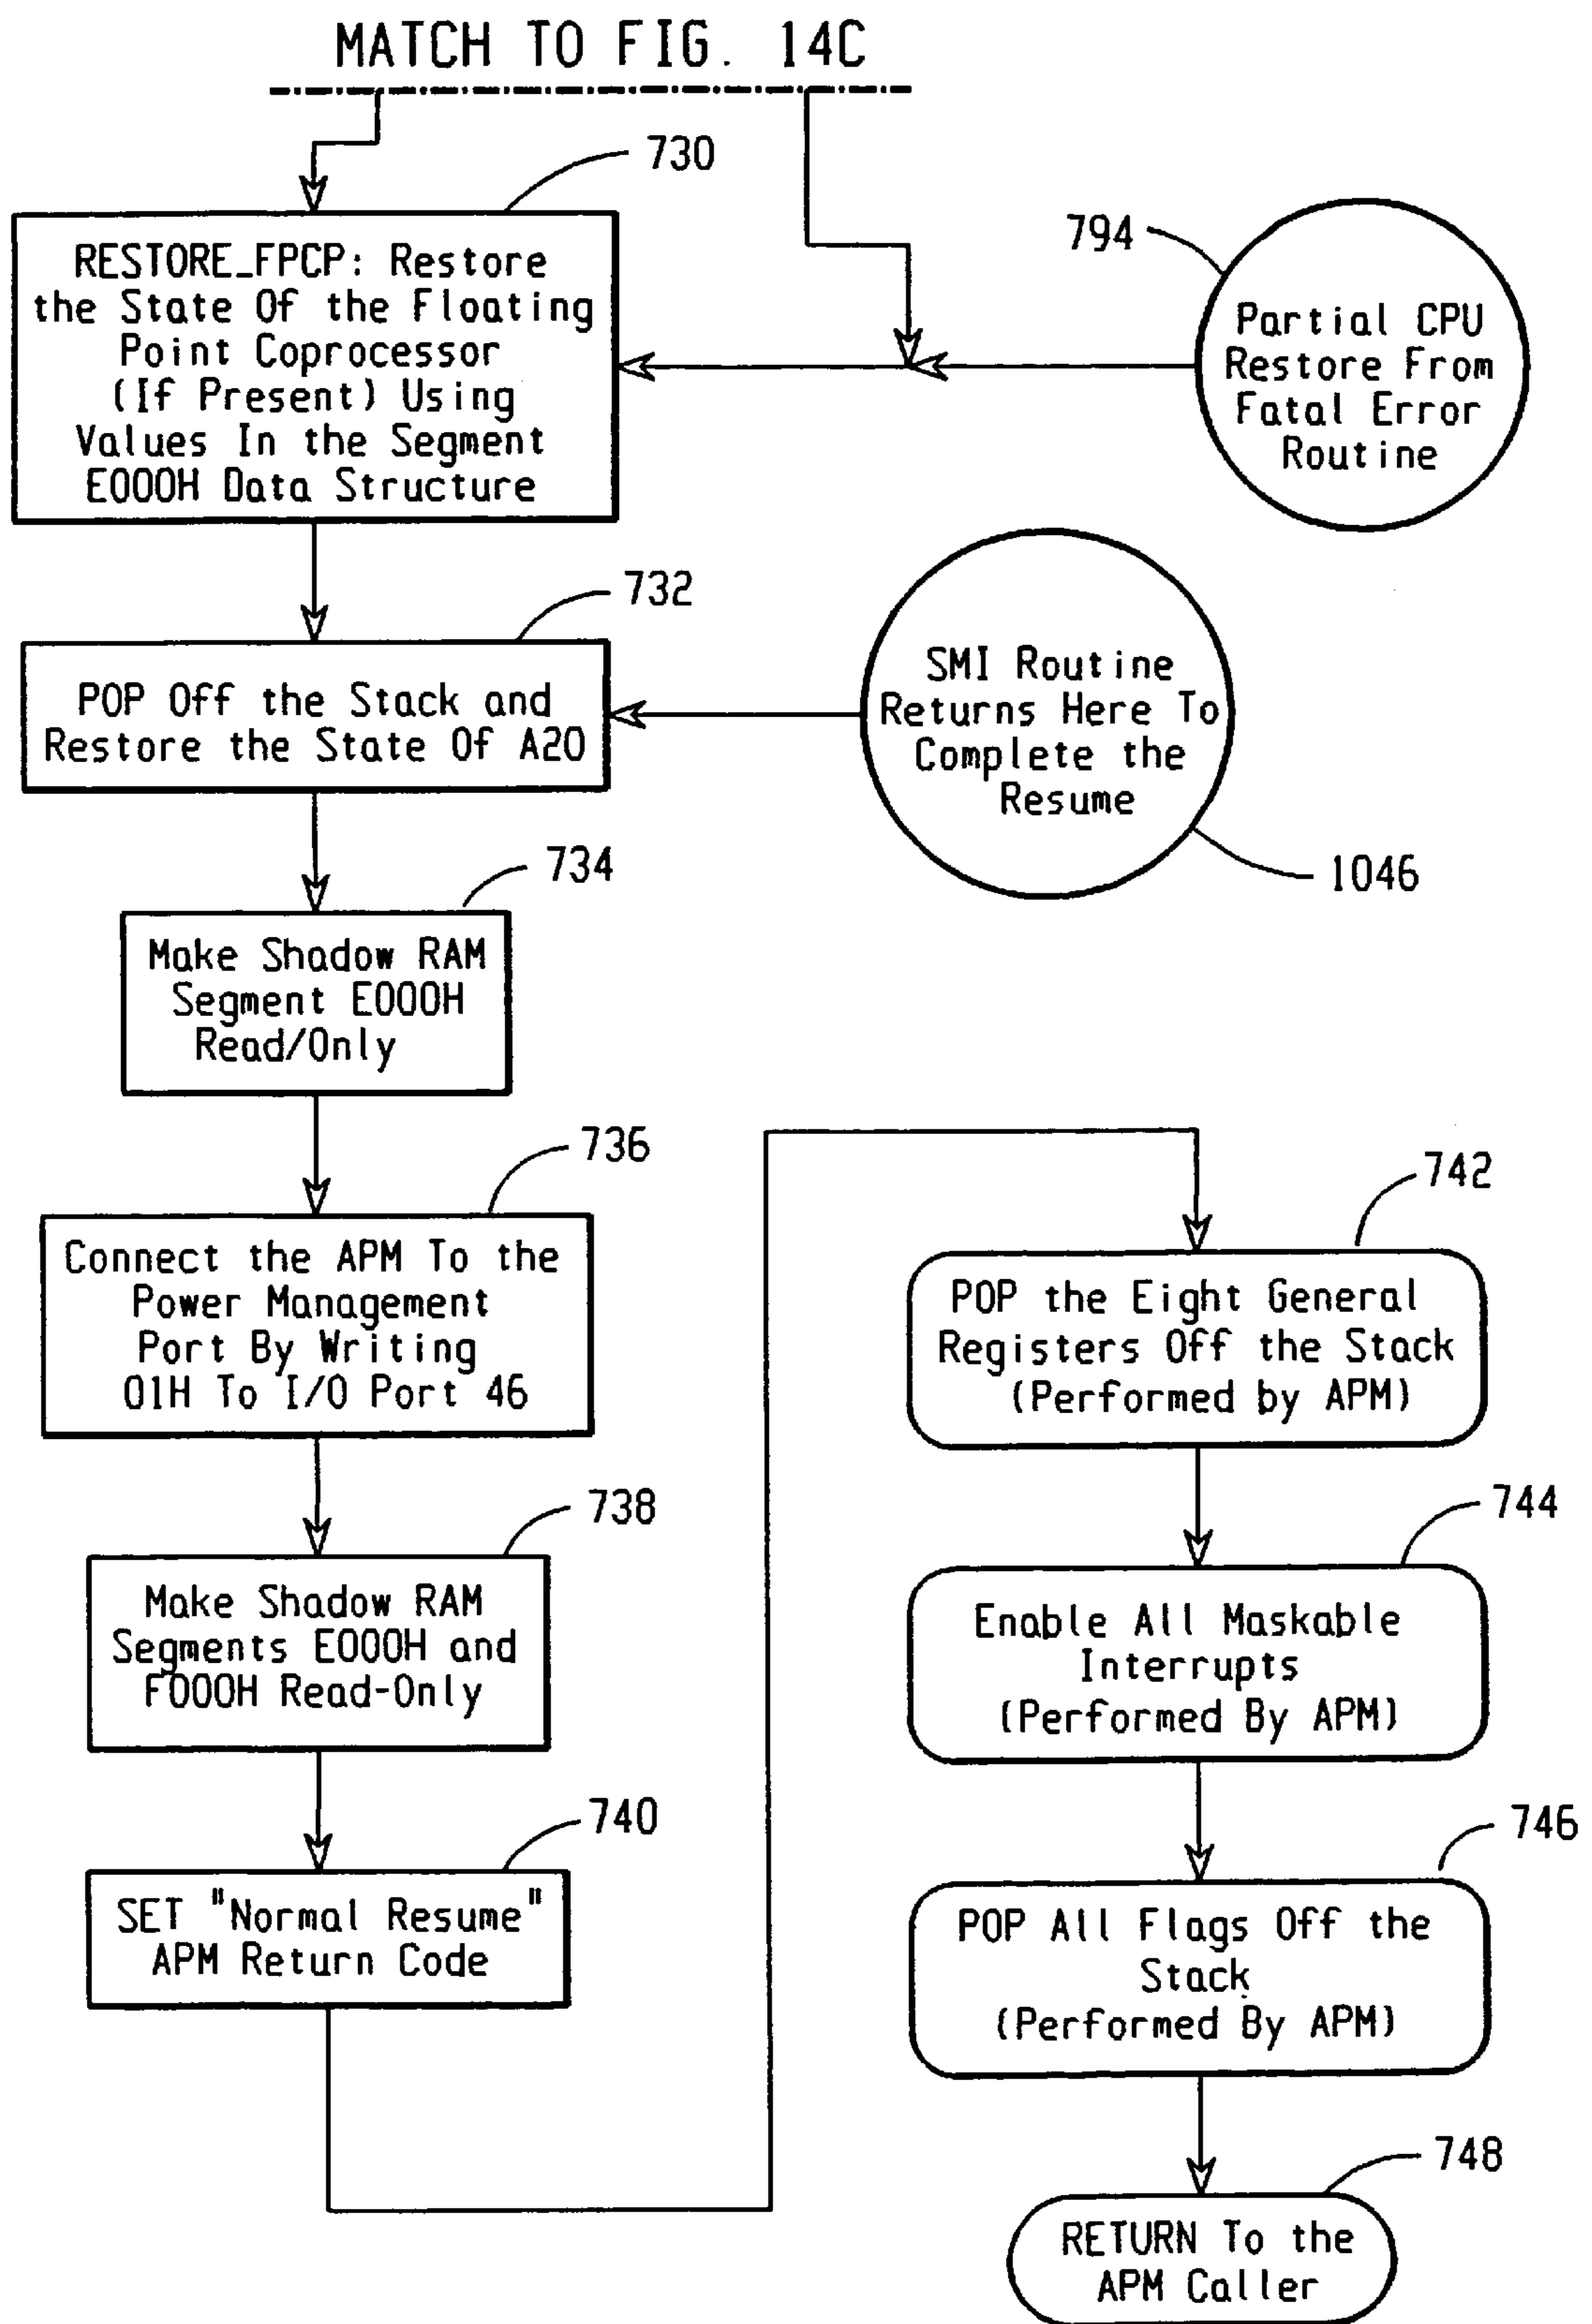 MATCH TO FIG. 14C
730
RESTORE_FPCP: Restore
the State Of the Floating
Point Coprocessor
(If Present) Using
Values In the Segment
E000H Data Structure
794
Partial CPU
Restore From
Fatal Error
Routine
732
POP Off the Stack and
Restore the State Of A20
SMI Routine
Returns Here To
Complete the
Resume
1046
734
Make Shadow RAM
Segment E000H
Read/Only
736
Connect the APM To the
Power Management
Port By Writing
01H To I/O Port 46
738
Make Shadow RAM
Segments E000H and
F000H Read-Only
740
SET "Normal Resume"
APM Return Code
742
POP the Eight General
Registers Off the Stack
(Performed by APM)
744
Enable All Maskable
Interrupts
(Performed By APM)
746
POP All Flags Off the
Stack
(Performed By APM)
748
RETURN To the
APM Caller